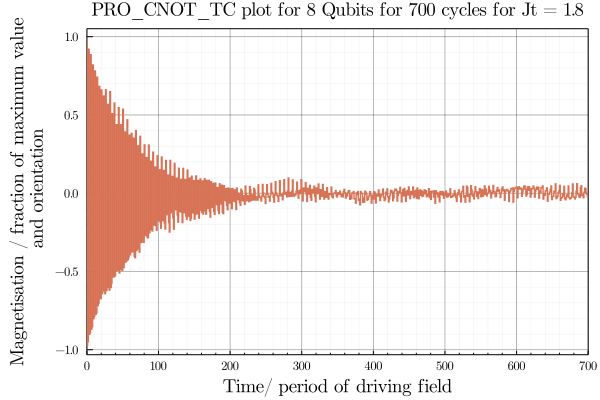 PRO_CNOT_TC plot for 8 Qubits for 700 cycles for Jt = 1.8
Magnetisation / fraction of maximum value
and orientation
1.0
0.5
0.0
−0.5
−1.0
0 100 200 300 400 500 600 700
Time/ period of driving field